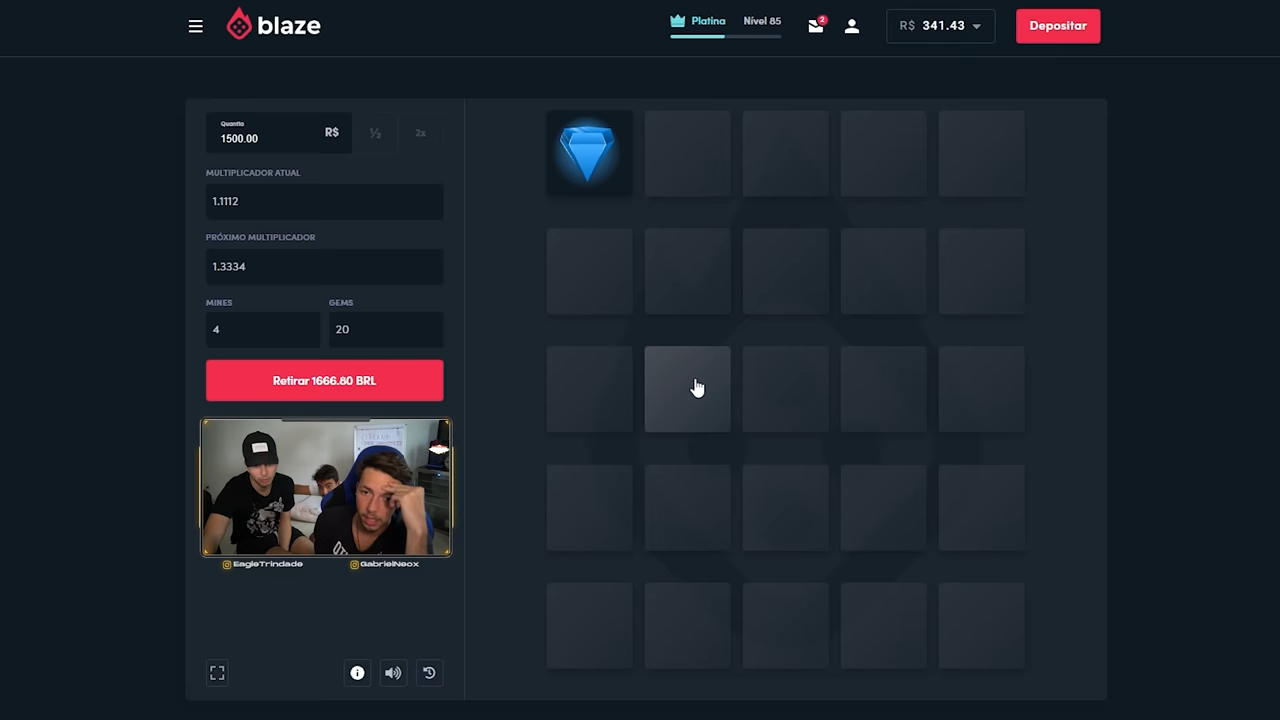 blaze
Platina
Nível 85
2
R$ 341.43
Depositar
Quantia
1500.00
R$
½
2x
MULTIPLICADOR ATUAL
1.1112
PRÓXIMO MULTIPLICADOR
1.3334
MINES
GEMS
4
20
Retirar 1666.80 BRL
EagleTrindade
GabrielNeox